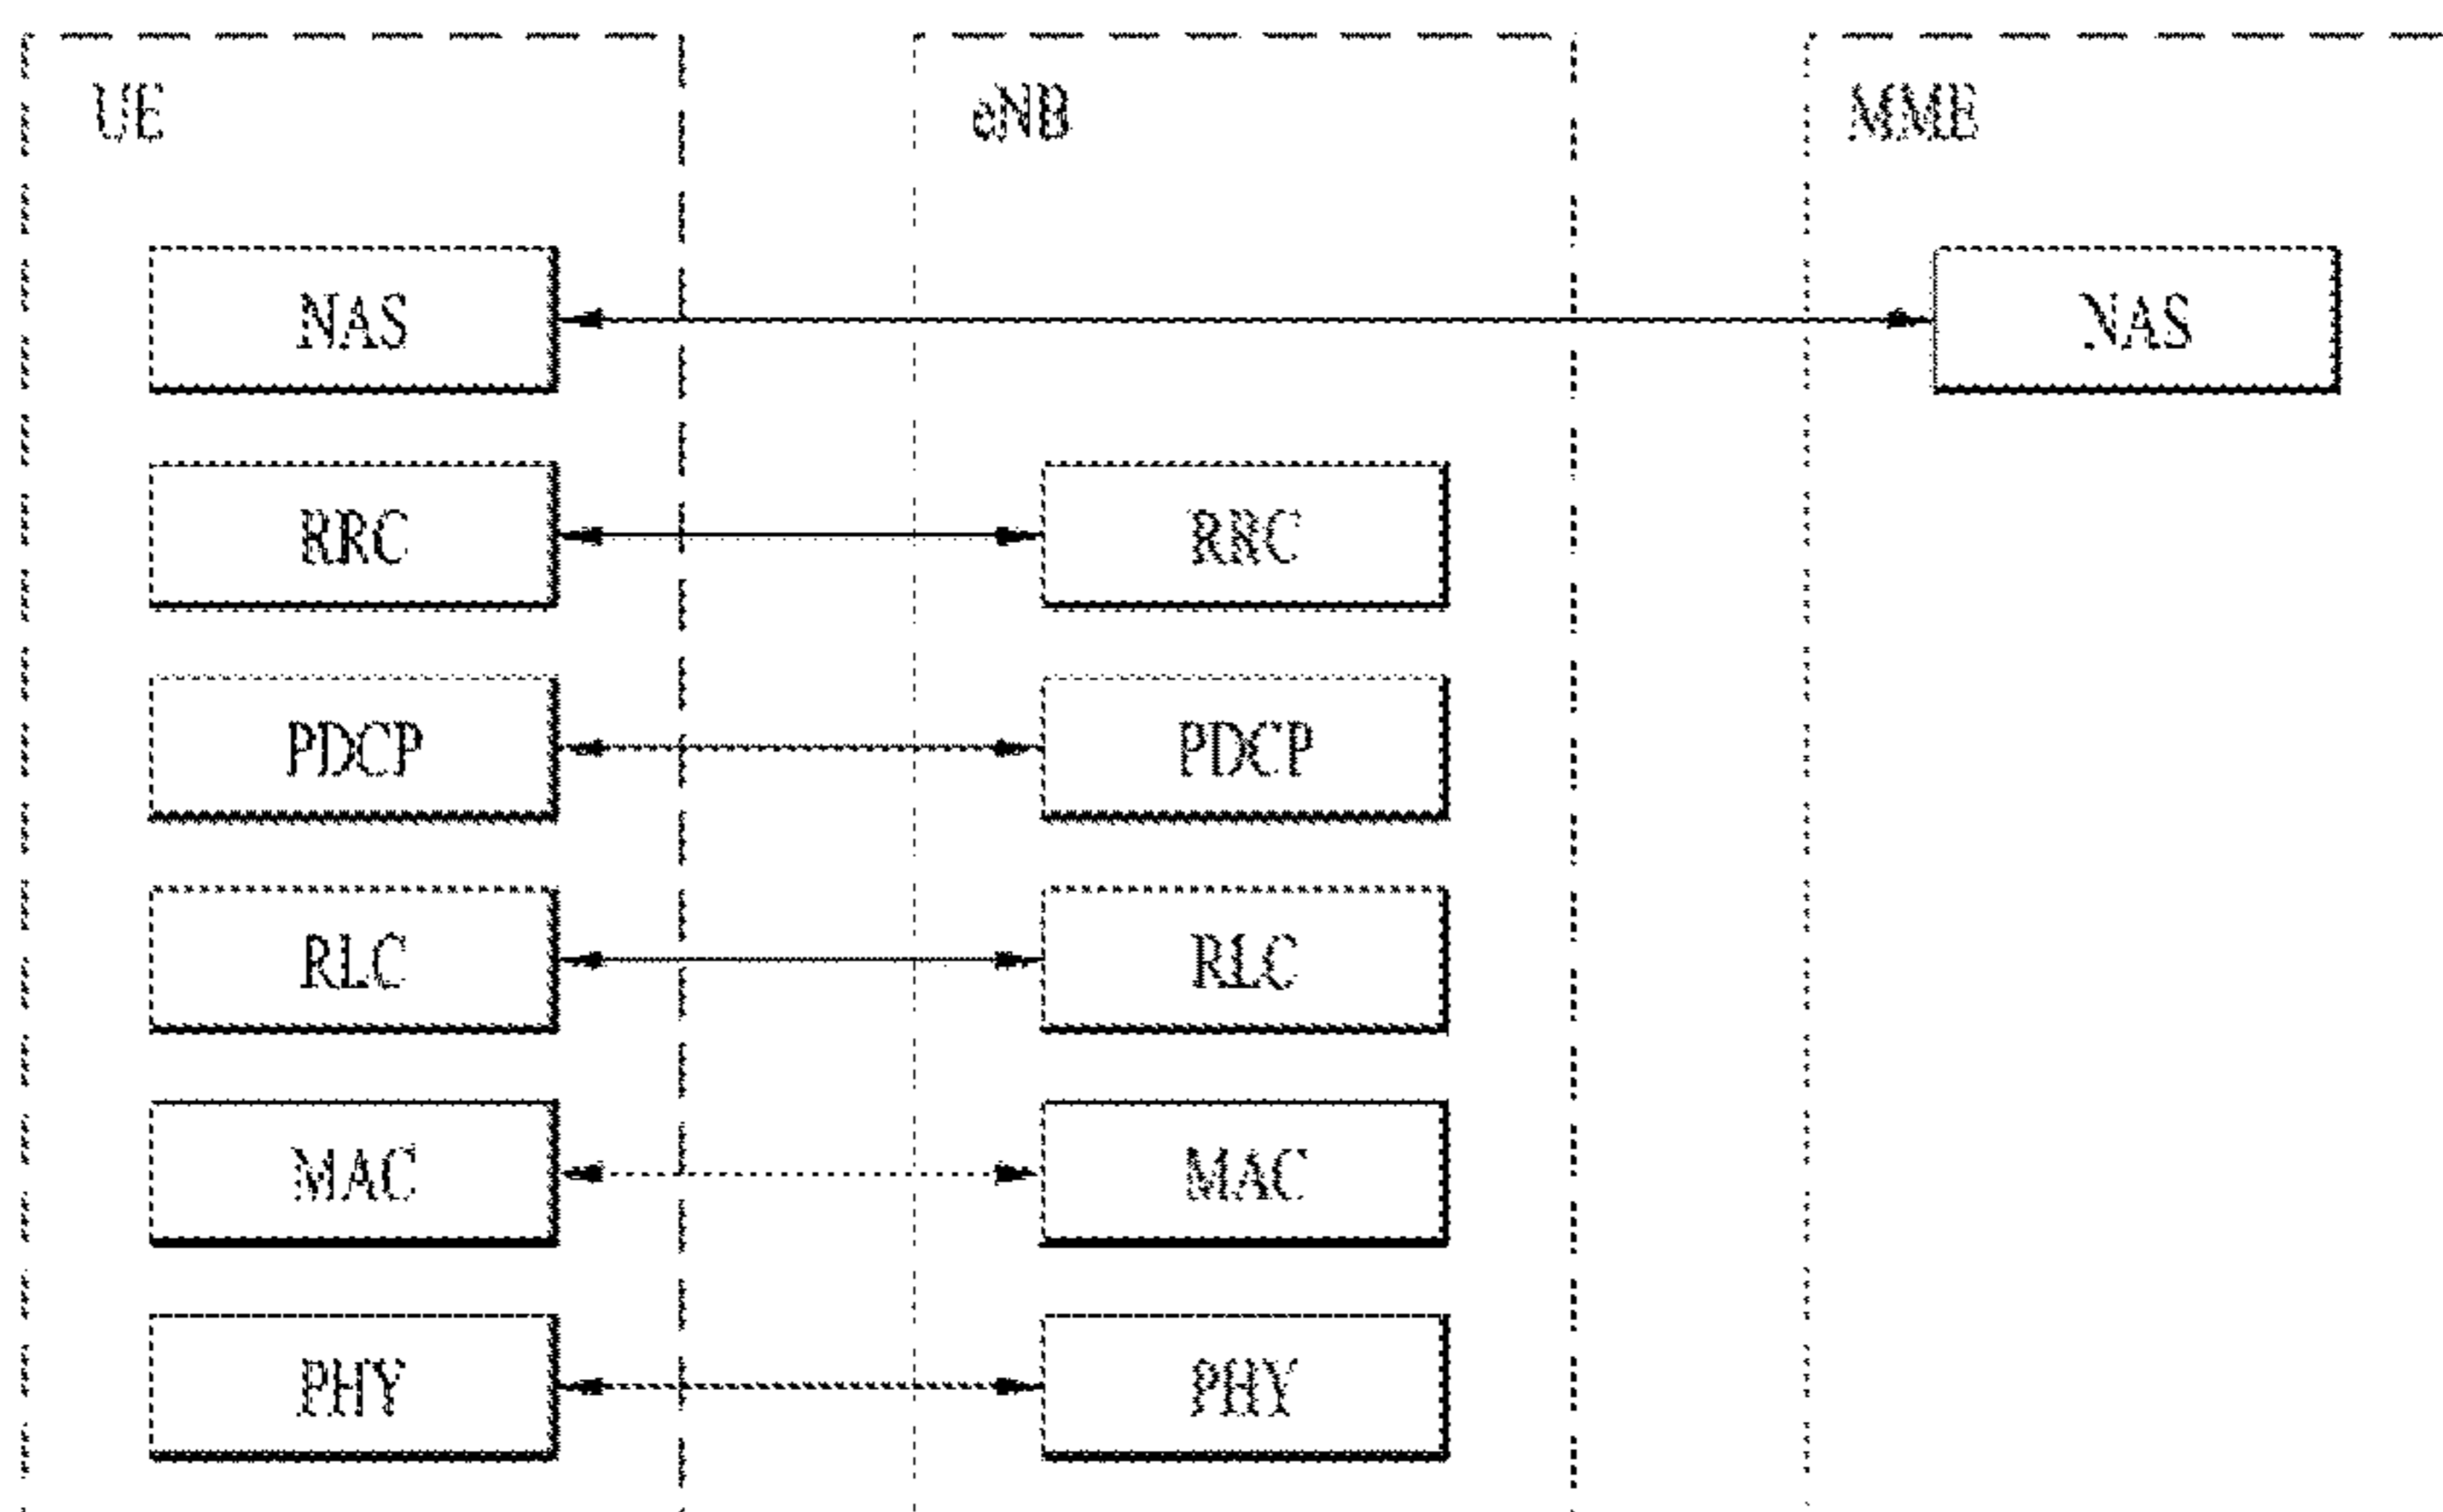 UE eNB MME
NAS NAS
RRC RRC
PDCP PDCP
RLC RLC
MAC MAC
PHY PHY